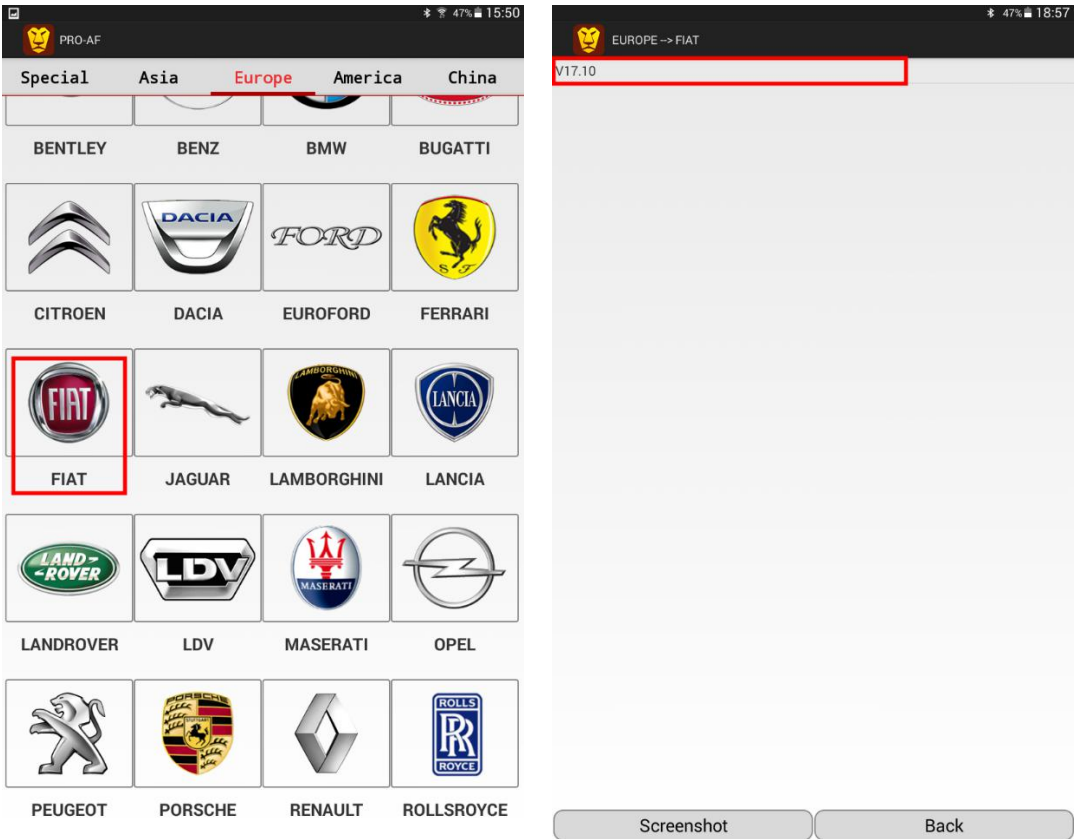 47% 15:50
PRO-AF
Special Asia Europe America China
BENTLEY BENZ BMW BUGATTI
DACIA
FORD
S F
CITROEN DACIA EUROFORD FERRARI
FIAT
LAMBORGHINI
LANCIA
FIAT JAGUAR LAMBORGHINI LANCIA
LAND-
-ROVER
LDV
MASERATI
LANDROVER LDV MASERATI OPEL
PORSCHE
STUTTGART
ROLLS
RR
ROYCE
PEUGEOT PORSCHE RENAULT ROLLSROYCE
47% 18:57
EUROPE --> FIAT
V17.10
Screenshot Back